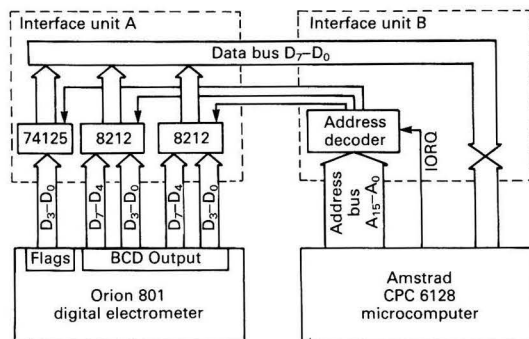 Interface unit A
Interface unit B
Data bus D7–D0
74125
8212
8212
Address
decoder
IORQ
D3–D0
D7–D4
D3–D0
D7–D4
D3–D0
Address
bus
A15–A0
Flags
BCD Output
Orion 801
digital electrometer
Amstrad
CPC 6128
microcomputer